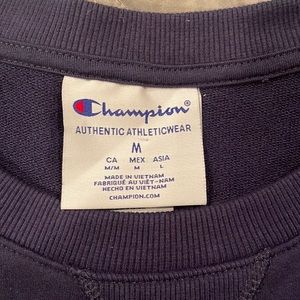 Champion®
AUTHENTIC ATHLETICWEAR
M
CA MEX ASIA
M/M M L
MADE IN VIETNAM
FABRIQUÉ AU VIÊT-NAM
HECHO EN VIETNAM
CHAMPION.COM